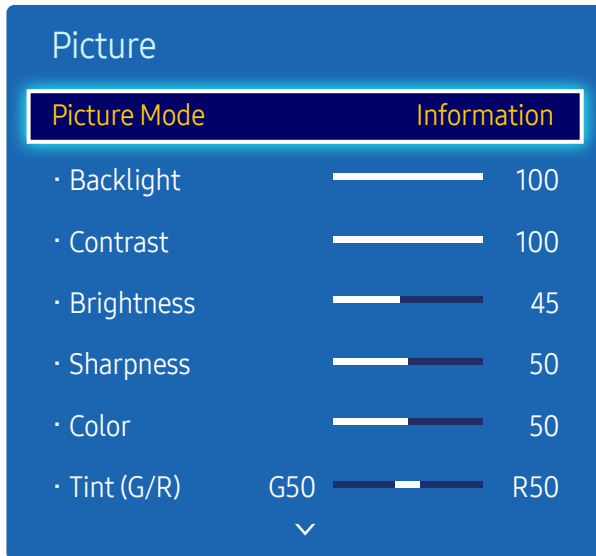 Picture
Picture Mode Information
· Backlight 100
· Contrast 100
· Brightness 45
· Sharpness 50
· Color 50
· Tint (G/R) G50 R50